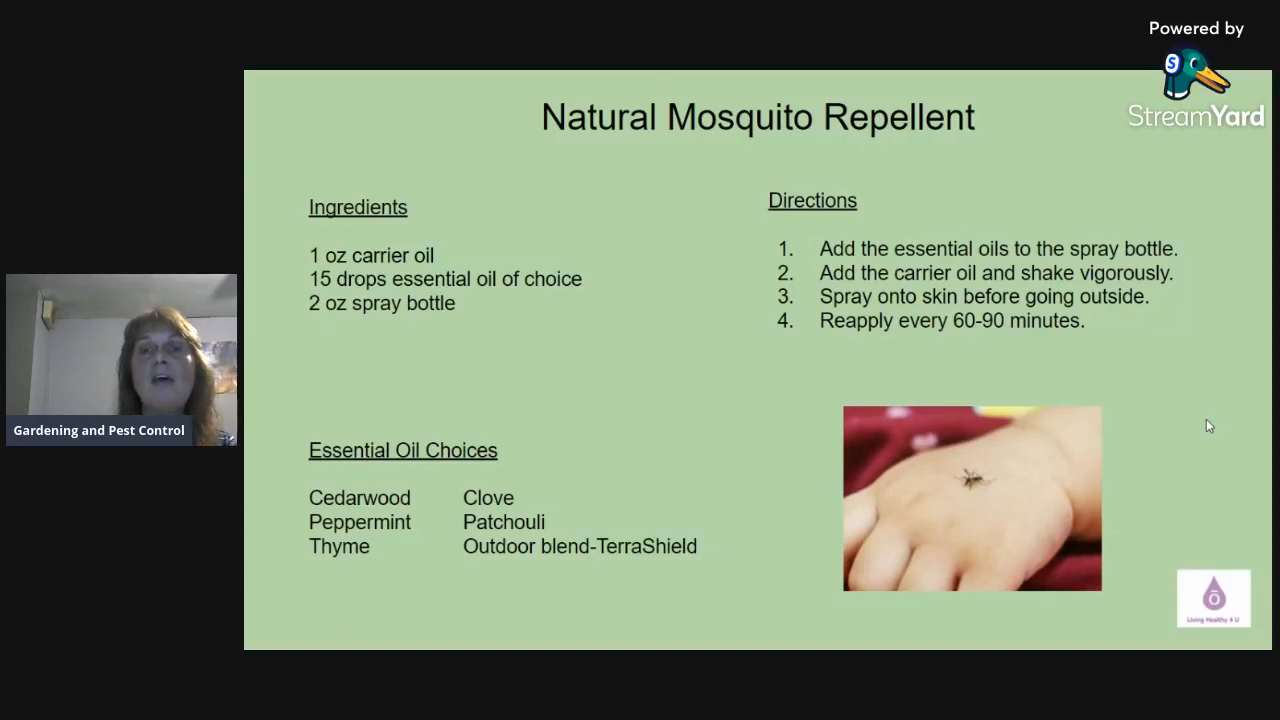 Powered by
StreamYard
Natural Mosquito Repellent
Ingredients
1 oz carrier oil
15 drops essential oil of choice
2 oz spray bottle
Directions
1. Add the essential oils to the spray bottle.
2. Add the carrier oil and shake vigorously.
3. Spray onto skin before going outside.
4. Reapply every 60-90 minutes.
Gardening and Pest Control
Essential Oil Choices
Cedarwood Clove
Peppermint Patchouli
Thyme Outdoor blend-TerraShield
Living Healthy 4 U